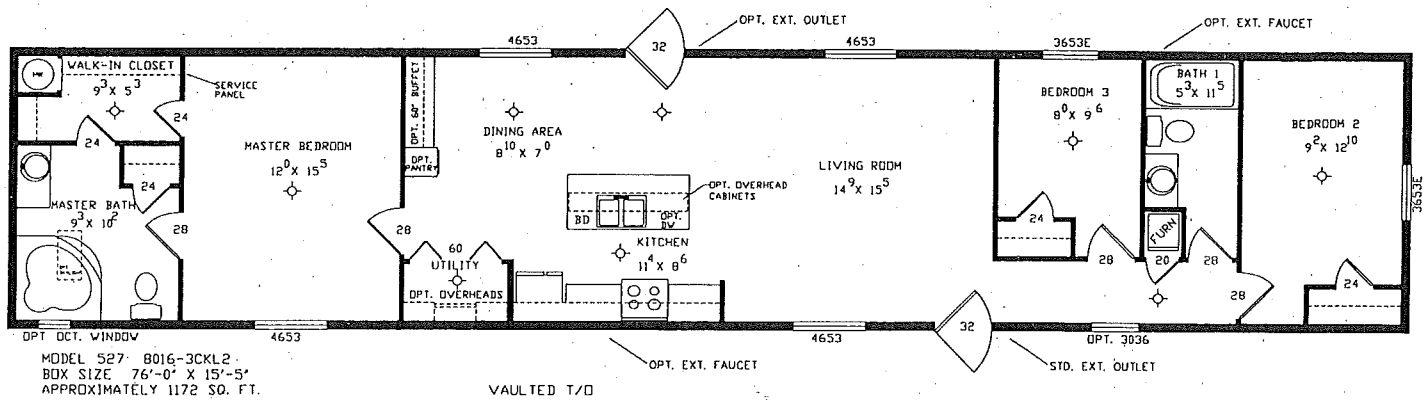 OPT. EXT. OUTLET
OPT. EXT. FAUCET
4653
32
4653
3653E
WH
WALK-IN CLOSET
9³ X 5³
SERVICE
PANEL
24
24
24
MASTER BATH
9³ X 10²
28
MASTER BEDROOM
12⁰ X 15⁵
28
OPT. 60" BUFFET
OPT.
PANTRY
DINING AREA
8¹⁰ X 7⁰
OPT. OVERHEAD
CABINETS
BD
OPT.
DW
KITCHEN
11⁴ X 8⁶
60
UTILITY
OPT. OVERHEADS
LIVING ROOM
14⁹ X 15⁵
BEDROOM 3
8⁰ X 9⁶
24
28
BATH 1
5³ X 11⁵
FURN
20
28
28
BEDROOM 2
9² X 12¹⁰
24
3653E
OPT OCT. WINDOW
4653
4653
32
OPT. 3036
OPT. EXT. FAUCET
STD. EXT. OUTLET
MODEL 527 8016-3CKL2
BOX SIZE 76'-0" X 15'-5"
APPROXIMATELY 1172 SQ. FT.
VAULTED T/O